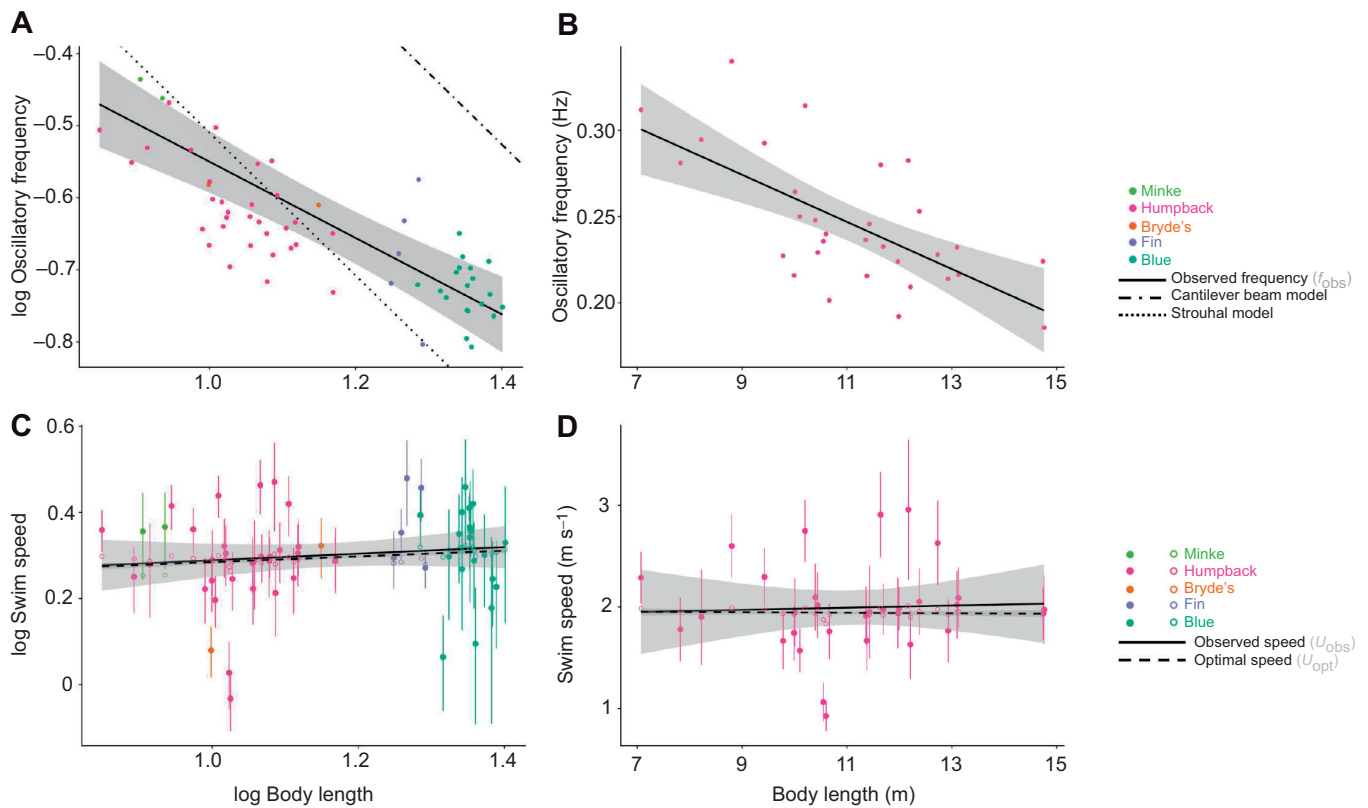 A
–0.4
–0.5
–0.6
–0.7
–0.8
1.0
1.2
1.4
log Oscillatory frequency
B
0.30
0.25
0.20
7
9
11
13
15
Oscillatory frequency (Hz)
Minke
Humpback
Bryde's
Fin
Blue
Observed frequency (fobs)
Cantilever beam model
Strouhal model
C
0.6
0.4
0.2
0
1.0
1.2
1.4
log Swim speed
log Body length
D
3
2
1
7
9
11
13
15
Swim speed (m s–1)
Body length (m)
Minke
Humpback
Bryde's
Fin
Blue
Observed speed (Uobs)
Optimal speed (Uopt)